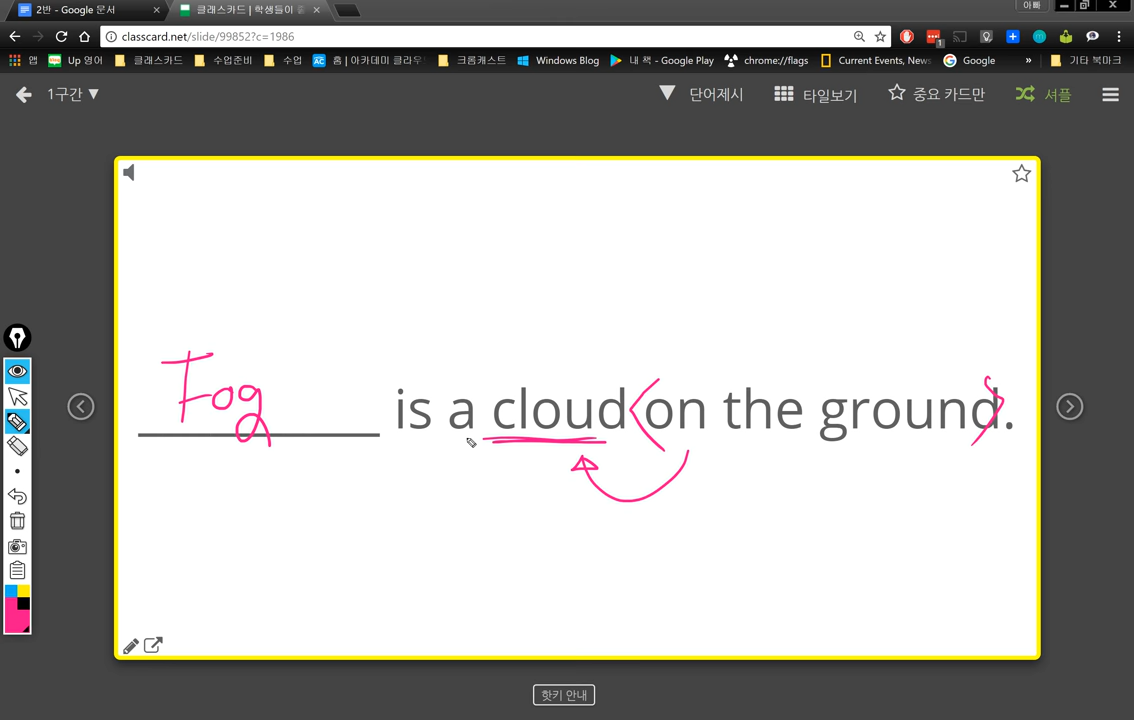 2반 - Google 문서
클래스카드 | 학생들이 좋
아빠
classcard.net/slide/99852?c=1986
앱
Up 영어
클래스카드
수업준비
수업
홈 | 아카데미 클라우
크롬캐스트
Windows Blog
내 책 - Google Play
chrome://flags
Current Events, News
Google
»
기타 북마크
1구간 ▼
▼ 단어제시
타일보기
중요 카드만
셔플
Fog is a cloud (on the ground).
핫키 안내